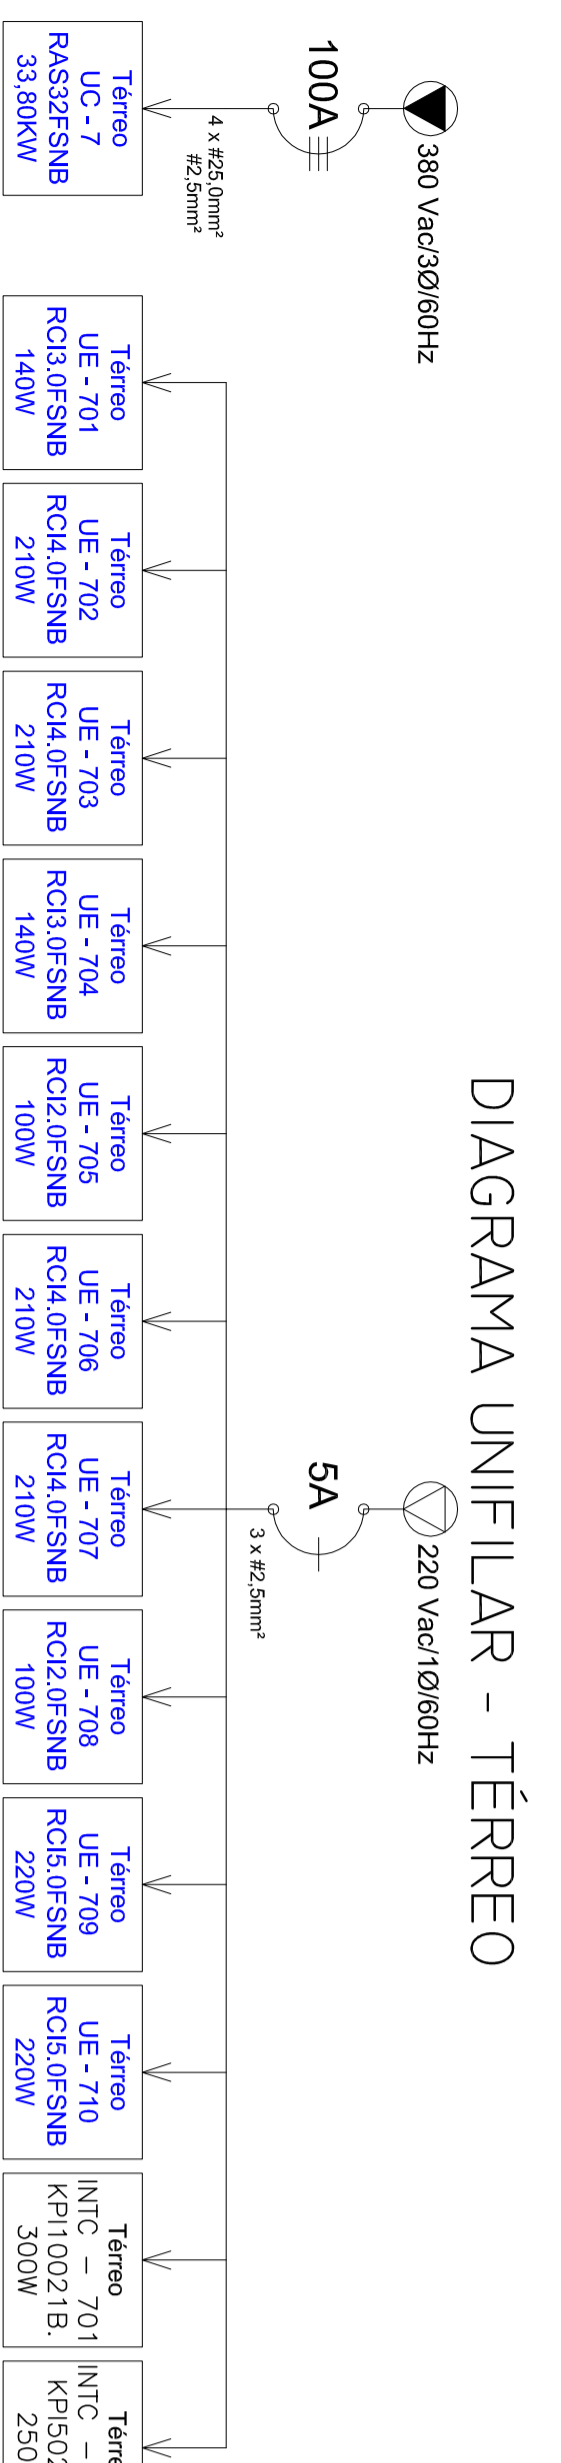 DIAGRAMA UNIFILAR - TÉRREO
380 Vac/3Ø/60Hz
100A
4 x #25,0mm²
#2,5mm²
220 Vac/1Ø/60Hz
5A
3 x #2,5mm²
Térreo
UC - 7
RAS32FSNB
33,80KW
Térreo
UE - 701
RCI3.0FSNB
140W
Térreo
UE - 702
RCI4.0FSNB
210W
Térreo
UE - 703
RCI4.0FSNB
210W
Térreo
UE - 704
RCI3.0FSNB
140W
Térreo
UE - 705
RCI2.0FSNB
100W
Térreo
UE - 706
RCI4.0FSNB
210W
Térreo
UE - 707
RCI4.0FSNB
210W
Térreo
UE - 708
RCI2.0FSNB
100W
Térreo
UE - 709
RCI5.0FSNB
220W
Térreo
UE - 710
RCI5.0FSNB
220W
Térreo
INTC - 701
KPI10021B.
300W
Térre
INTC -
KPI502
250